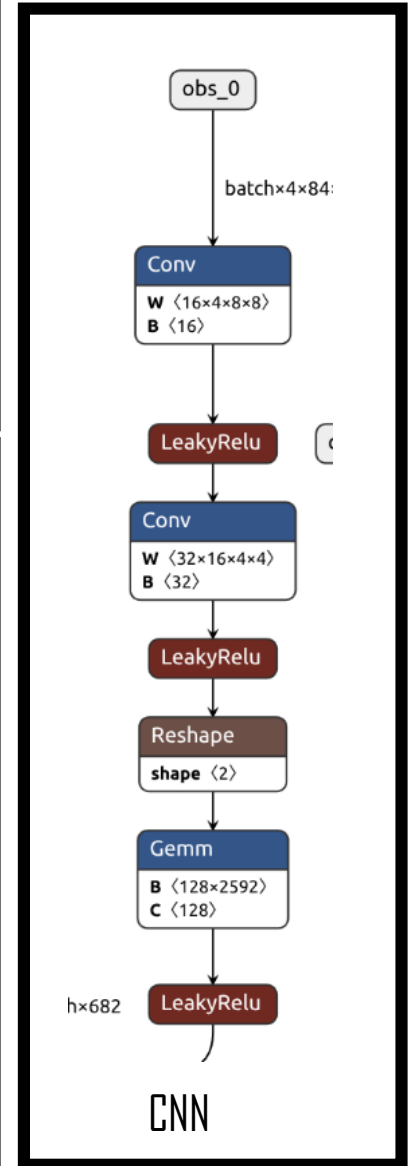 obs_0
batch×4×84
Conv
W ⟨16×4×8×8⟩
B ⟨16⟩
LeakyRelu
Conv
W ⟨32×16×4×4⟩
B ⟨32⟩
LeakyRelu
Reshape
shape ⟨2⟩
Gemm
B ⟨128×2592⟩
C ⟨128⟩
h×682
LeakyRelu
CNN